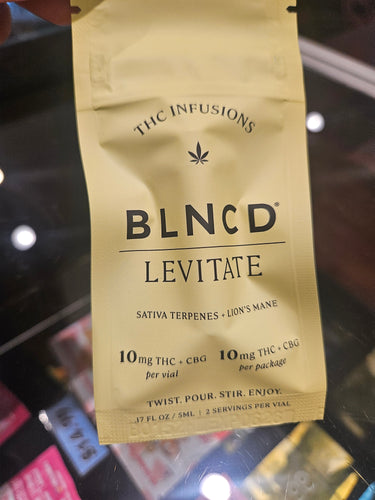 THC INFUSIONS
BLNCD®
LEVITATE
SATIVA TERPENES + LION'S MANE
10mg THC + CBG 10mg THC + CBG
per vial per package
TWIST. POUR. STIR. ENJOY.
.17 FL OZ / 5ML | 2 SERVINGS PER VIAL